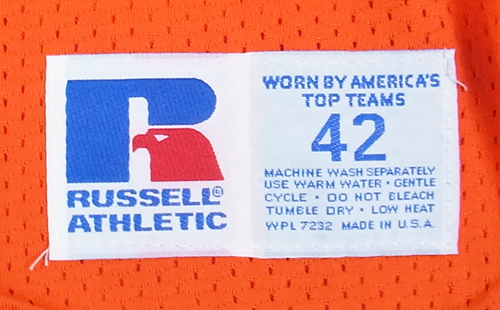 RUSSELL®
ATHLETIC
WORN BY AMERICA'S
TOP TEAMS
42
MACHINE WASH SEPARATELY
USE WARM WATER • GENTLE
CYCLE • DO NOT BLEACH
TUMBLE DRY • LOW HEAT
WPL 7232 MADE IN U.S.A.